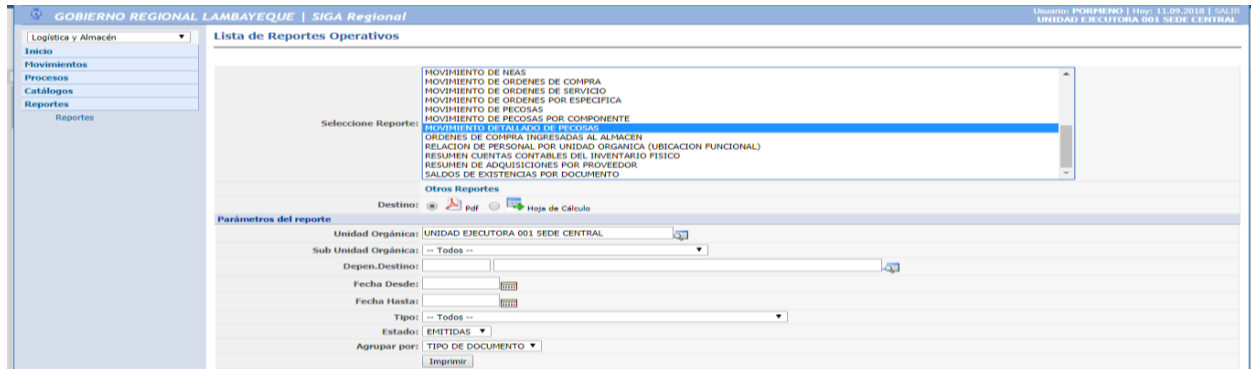 GOBIERNO REGIONAL LAMBAYEQUE | SIGA Regional
Usuario: PORMENO | Hoy: 11.09.2018 | SALIR
UNIDAD EJECUTORA 001 SEDE CENTRAL
Logística y Almacén
Inicio
Movimientos
Procesos
Catálogos
Reportes
Reportes
Lista de Reportes Operativos
Seleccione Reporte:
MOVIMIENTO DE NEAS
MOVIMIENTO DE ORDENES DE COMPRA
MOVIMIENTO DE ORDENES DE SERVICIO
MOVIMIENTO DE ORDENES POR ESPECIFICA
MOVIMIENTO DE PECOSAS
MOVIMIENTO DE PECOSAS POR COMPONENTE
MOVIMIENTO DETALLADO DE PECOSAS
ORDENES DE COMPRA INGRESADAS AL ALMACEN
RELACION DE PERSONAL POR UNIDAD ORGANICA (UBICACION FUNCIONAL)
RESUMEN CUENTAS CONTABLES DEL INVENTARIO FISICO
RESUMEN DE ADQUISICIONES POR PROVEEDOR
SALDOS DE EXISTENCIAS POR DOCUMENTO
Otros Reportes
Destino: Pdf Hoja de Cálculo
Parámetros del reporte
Unidad Orgánica: UNIDAD EJECUTORA 001 SEDE CENTRAL
Sub Unidad Orgánica: -- Todos --
Depen.Destino:
Fecha Desde:
Fecha Hasta:
Tipo: -- Todos --
Estado: EMITIDAS
Agrupar por: TIPO DE DOCUMENTO
Imprimir